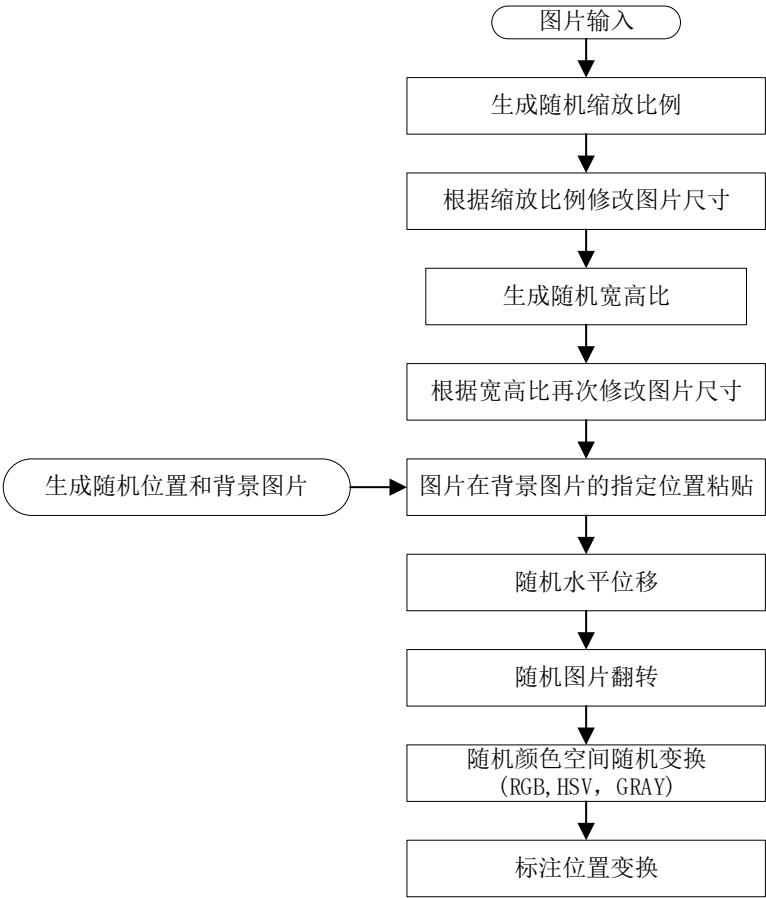 图片输入
生成随机缩放比例
根据缩放比例修改图片尺寸
生成随机宽高比
根据宽高比再次修改图片尺寸
生成随机位置和背景图片
图片在背景图片的指定位置粘贴
随机水平位移
随机图片翻转
随机颜色空间随机变换
(RGB,HSV，GRAY)
标注位置变换